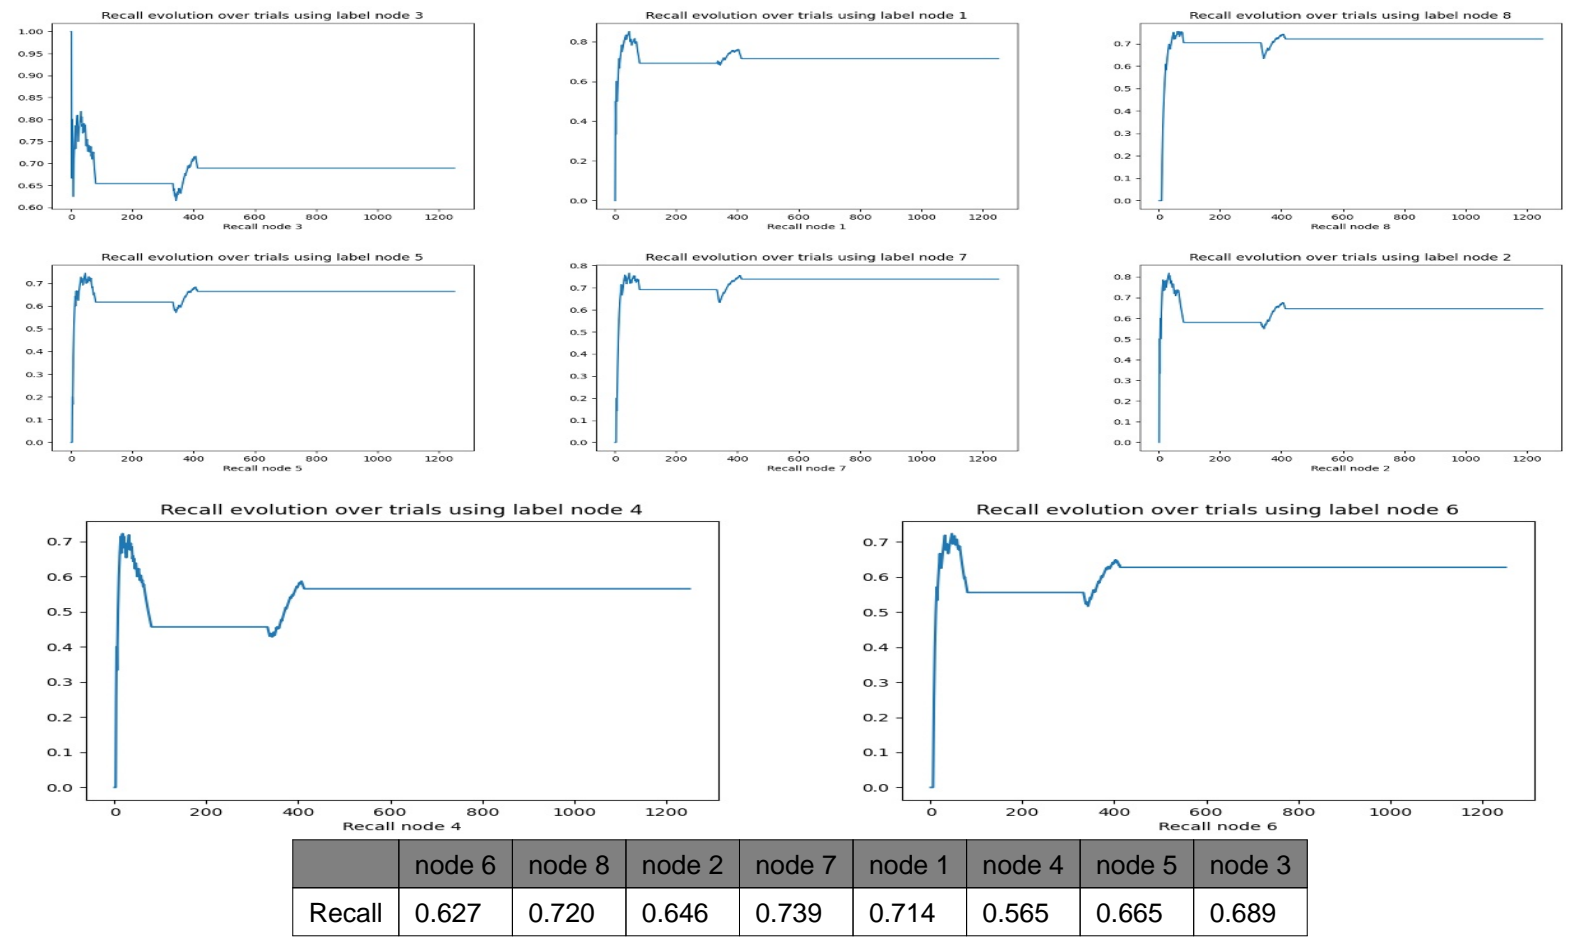 Recall evolution over trials using label node 3
1.00
0.95
0.90
0.85
0.80
0.75
0.70
0.65
0.60
0 200 400 600 800 1000 1200
Recall node 3
Recall evolution over trials using label node 1
0.8
0.6
0.4
0.2
0.0
0 200 400 600 800 1000 1200
Recall node 1
Recall evolution over trials using label node 8
0.7
0.6
0.5
0.4
0.3
0.2
0.1
0.0
0 200 400 600 800 1000 1200
Recall node 8
Recall evolution over trials using label node 5
0.7
0.6
0.5
0.4
0.3
0.2
0.1
0.0
0 200 400 600 800 1000 1200
Recall node 5
Recall evolution over trials using label node 7
0.8
0.7
0.6
0.5
0.4
0.3
0.2
0.1
0.0
0 200 400 600 800 1000 1200
Recall node 7
Recall evolution over trials using label node 2
0.8
0.7
0.6
0.5
0.4
0.3
0.2
0.1
0.0
0 200 400 600 800 1000 1200
Recall node 2
Recall evolution over trials using label node 4
0.7
0.6
0.5
0.4
0.3
0.2
0.1
0.0
0 200 400 600 800 1000 1200
Recall node 4
Recall evolution over trials using label node 6
0.7
0.6
0.5
0.4
0.3
0.2
0.1
0.0
0 200 400 600 800 1000 1200
Recall node 6
node 6 node 8 node 2 node 7 node 1 node 4 node 5 node 3
Recall 0.627 0.720 0.646 0.739 0.714 0.565 0.665 0.689